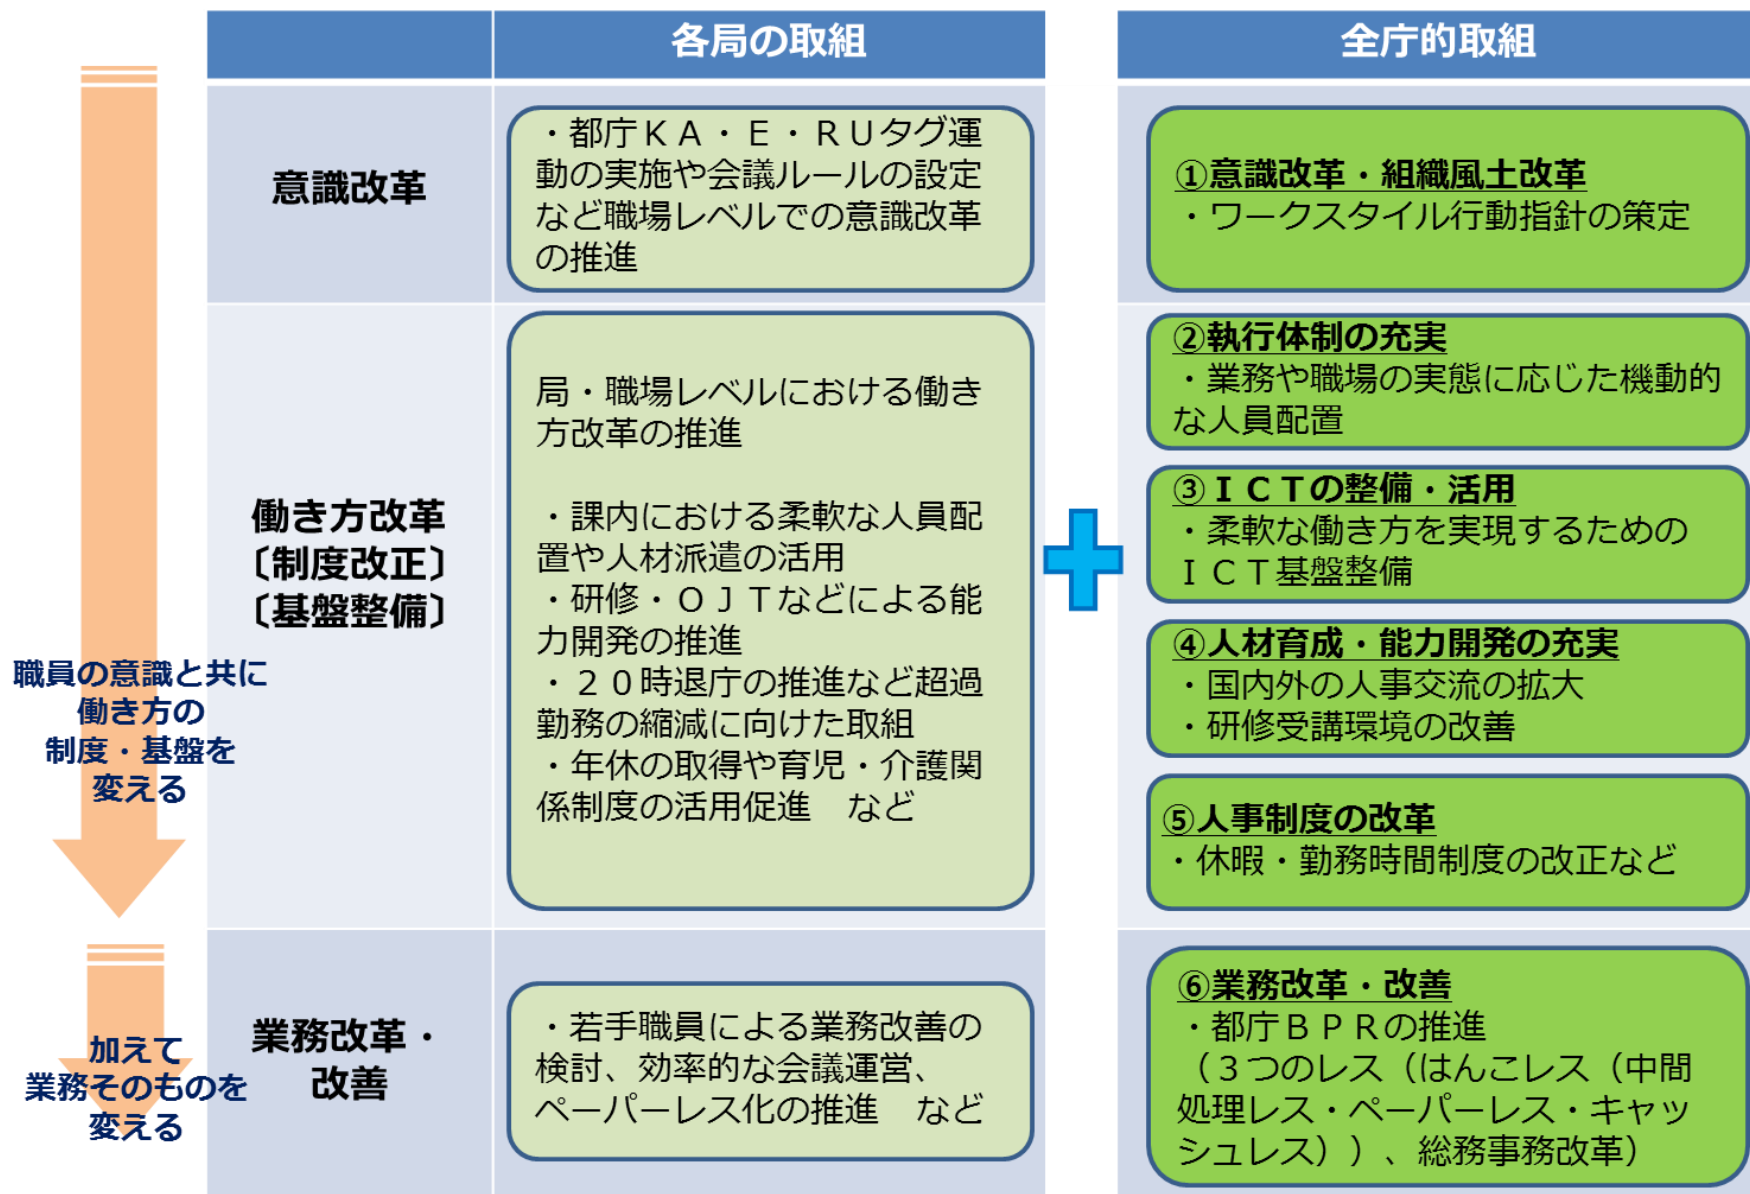 各局の取組
全庁的取組
意識改革
・都庁ＫＡ・Ｅ・ＲＵタグ運
動の実施や会議ルールの設定
など職場レベルでの意識改革
の推進
①意識改革・組織風土改革
・ワークスタイル行動指針の策定
働き方改革
〔制度改正〕
〔基盤整備〕
局・職場レベルにおける働き
方改革の推進
・課内における柔軟な人員配
置や人材派遣の活用
・研修・ＯＪＴなどによる能
力開発の推進
・２０時退庁の推進など超過
勤務の縮減に向けた取組
・年休の取得や育児・介護関
係制度の活用促進　など
②執行体制の充実
・業務や職場の実態に応じた機動的
な人員配置
③ＩＣＴの整備・活用
・柔軟な働き方を実現するための
ＩＣＴ基盤整備
④人材育成・能力開発の充実
・国内外の人事交流の拡大
・研修受講環境の改善
⑤人事制度の改革
・休暇・勤務時間制度の改正など
職員の意識と共に
働き方の
制度・基盤を
変える
業務改革・
改善
・若手職員による業務改善の
検討、効率的な会議運営、
ペーパーレス化の推進　など
⑥業務改革・改善
・都庁ＢＰＲの推進
（３つのレス（はんこレス（中間
処理レス・ペーパーレス・キャッ
シュレス））、総務事務改革）
加えて
業務そのものを
変える